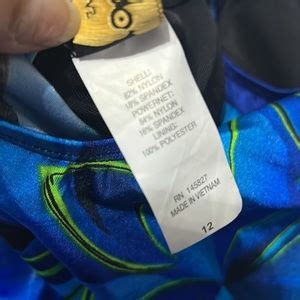 SHELL:
82% NYLON
18% SPANDEX
POWERNET:
84% NYLON
16% SPANDEX
LINING:
100% POLYESTER
RN. 145827
MADE IN VIETNAM
12